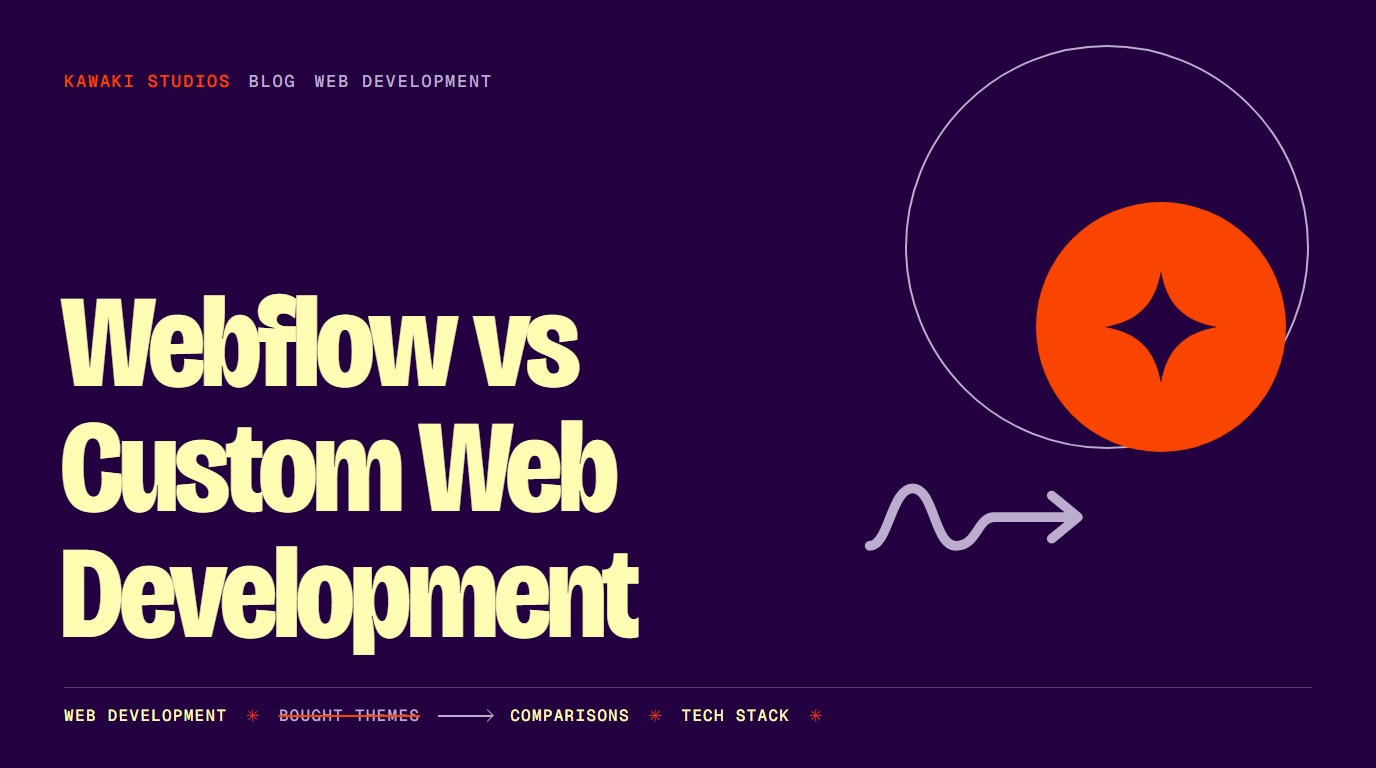 KAWAKI STUDIOS BLOG WEB DEVELOPMENT
Webflow vs
Custom Web
Development
WEB DEVELOPMENT BOUGHT THEMES COMPARISONS TECH STACK